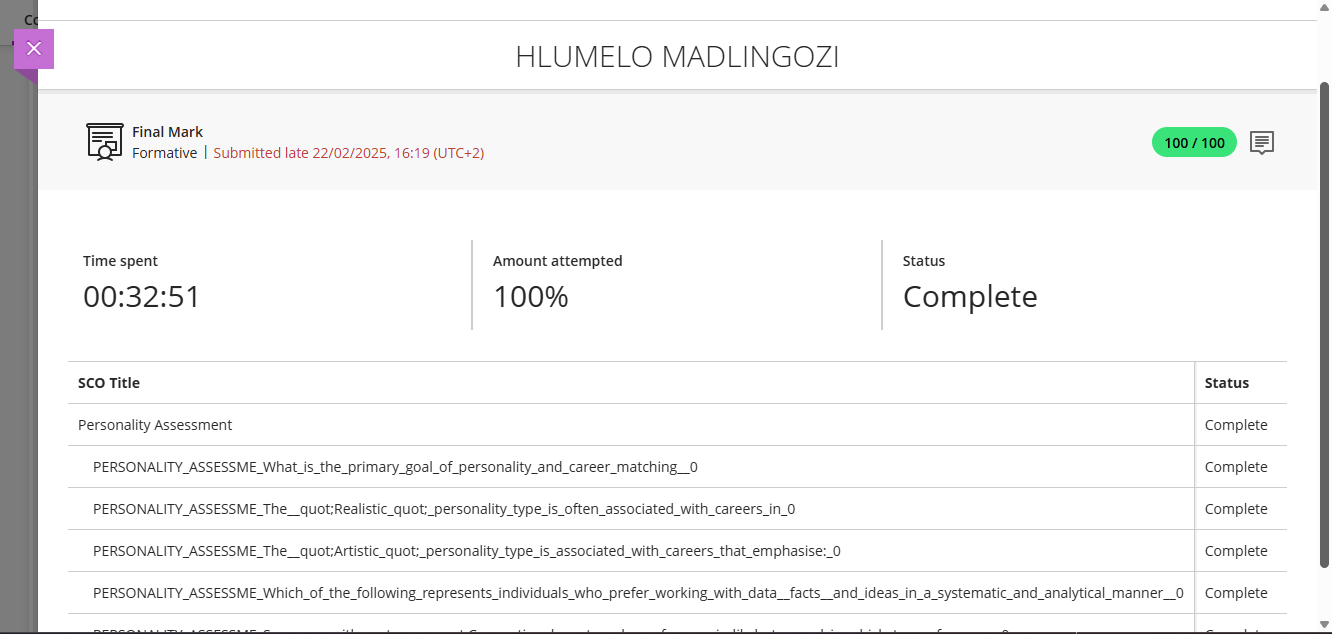 Co
HLUMELO MADLINGOZI
Final Mark
Formative | Submitted late 22/02/2025, 16:19 (UTC+2)
100 / 100
Time spent
00:32:51
Amount attempted
100%
Status
Complete
SCO Title Status
Personality Assessment Complete
PERSONALITY_ASSESSME_What_is_the_primary_goal_of_personality_and_career_matching__0 Complete
PERSONALITY_ASSESSME_The__quot;Realistic_quot;_personality_type_is_often_associated_with_careers_in_0 Complete
PERSONALITY_ASSESSME_The__quot;Artistic_quot;_personality_type_is_associated_with_careers_that_emphasise:_0 Complete
PERSONALITY_ASSESSME_Which_of_the_following_represents_individuals_who_prefer_working_with_data__facts__and_ideas_in_a_systematic_and_analytical_manner__0 Complete